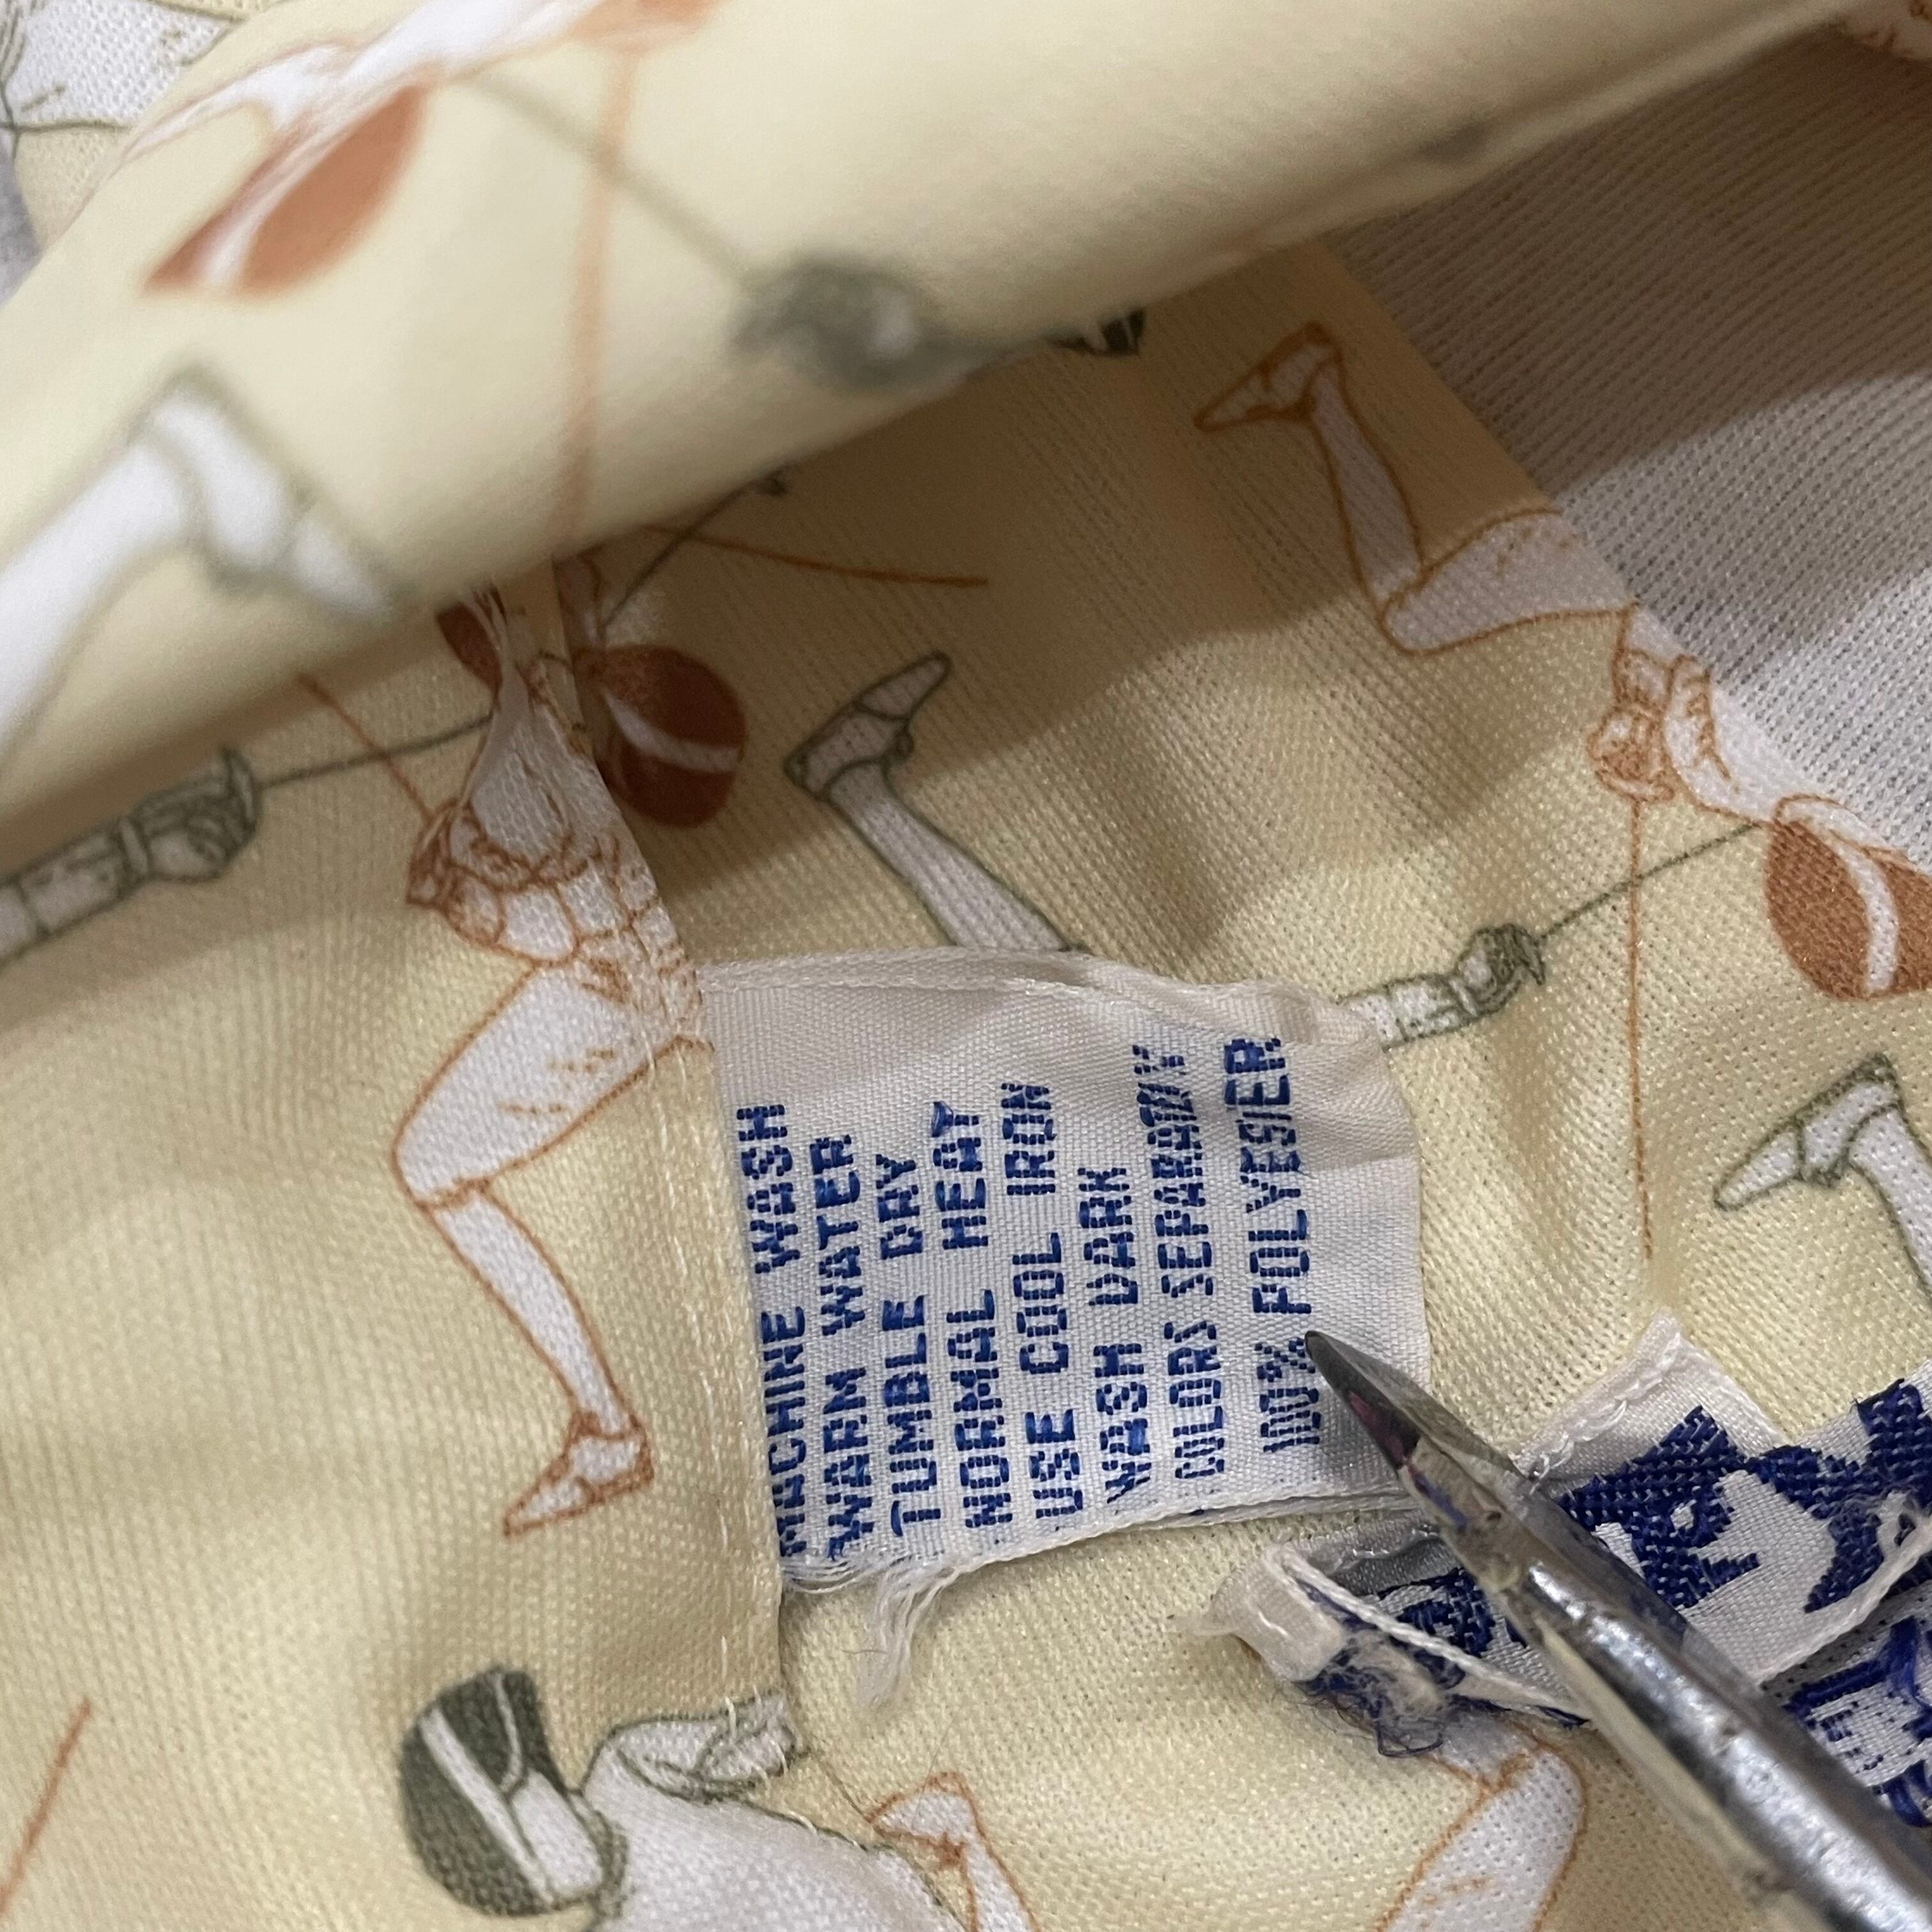 MACHINE WASH
WARM WATER
TUMBLE DRY
NORMAL HEAT
USE COOL IRON
WASH DARK
COLORS SEPARATELY
100% POLYESTER